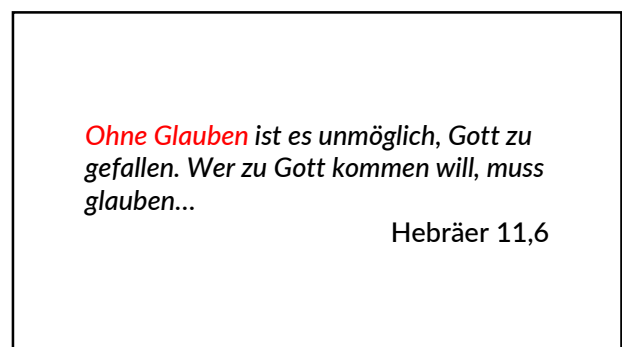 Ohne Glauben ist es unmöglich, Gott zu
gefallen. Wer zu Gott kommen will, muss
glauben...
Hebräer 11,6